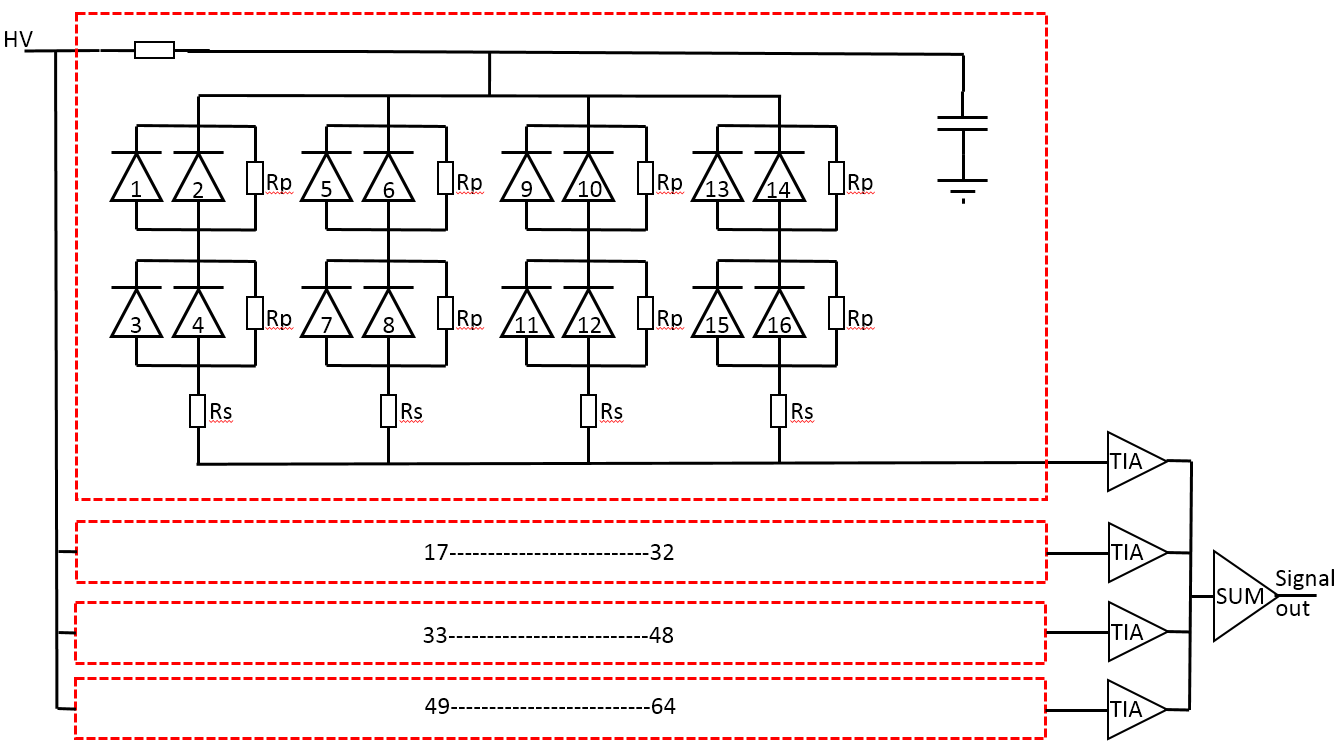 HV
1 2 Rp 5 6 Rp 9 10 Rp 13 14 Rp
3 4 Rp 7 8 Rp 11 12 Rp 15 16 Rp
Rs Rs Rs Rs
TIA
17-----------------------32 TIA
Signal
SUM
out
33-----------------------48 TIA
49-----------------------64 TIA